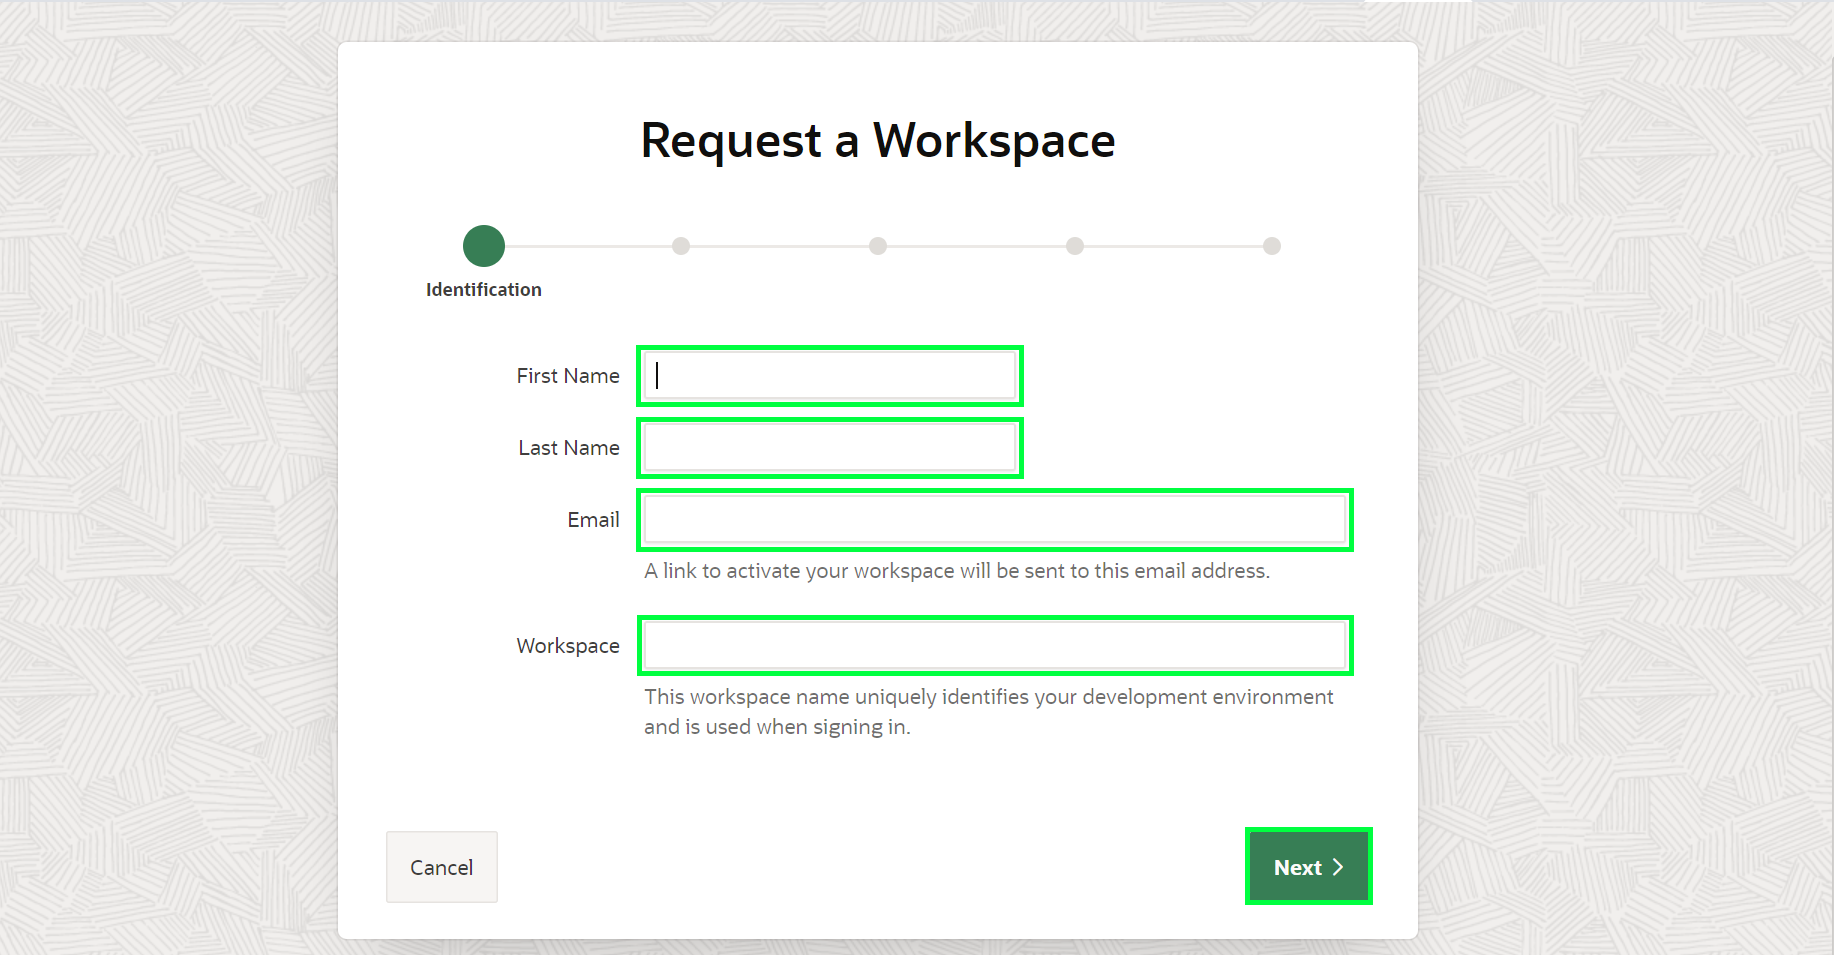 Request a Workspace
Identification
First Name
Last Name
Email
A link to activate your workspace will be sent to this email address.
Workspace
This workspace name uniquely identifies your development environment
and is used when signing in.
Cancel
Next